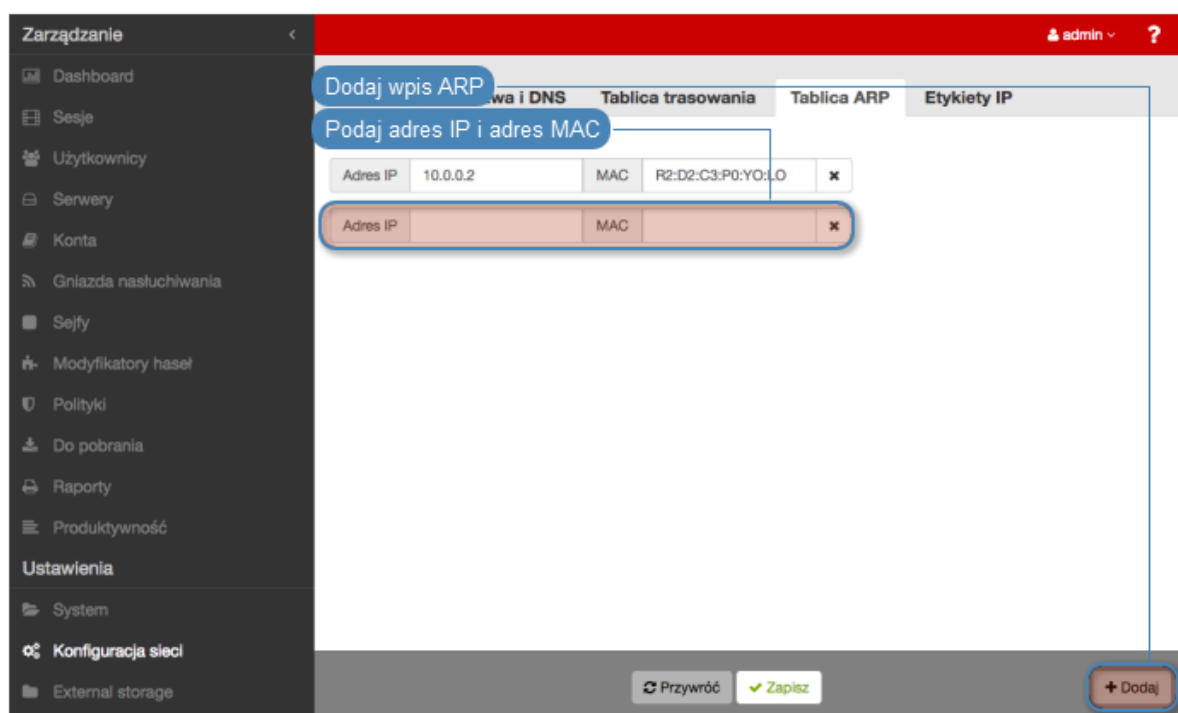 Zarządzanie
admin
?
Dashboard
Dodaj wpis ARP
wa i DNS
Tablica trasowania
Tablica ARP
Etykiety IP
Sesje
Podaj adres IP i adres MAC
Użytkownicy
Adres IP 10.0.0.2 MAC R2:D2:C3:P0:YO:LO
Serwery
Adres IP MAC
Konta
Gniazda nasłuchiwania
Sejfy
Modyfikatory haseł
Polityki
Do pobrania
Raporty
Produktywność
Ustawienia
System
Konfiguracja sieci
External storage
Przywróć
Zapisz
+ Dodaj